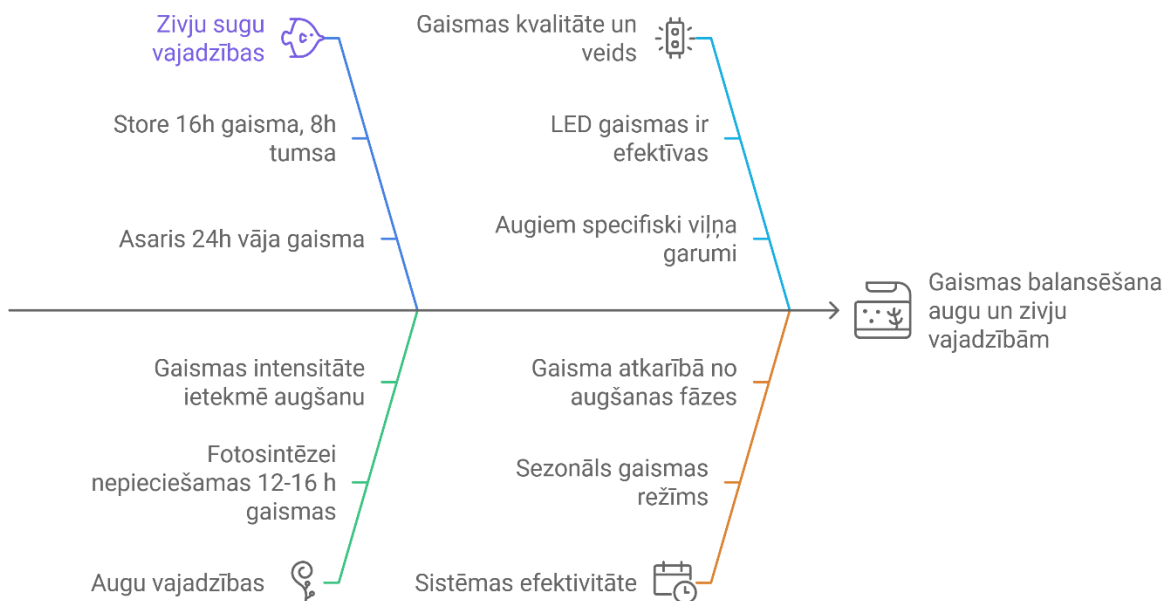 Zivju sugu
vajadzības
Store 16h gaisma, 8h
tumsa
Asaris 24h vāja gaisma
Gaismas kvalitāte un
veids
LED gaismas ir
efektīvas
Augiem specifiski viļņa
garumi
Gaismas balansēšana
augu un zivju
vajadzībām
Gaismas intensitāte
ietekmē augšanu
Fotosintēzei
nepieciešamas 12-16 h
gaismas
Augu vajadzības
Gaisma atkarībā no
augšanas fāzes
Sezonāls gaismas
režīms
Sistēmas efektivitāte